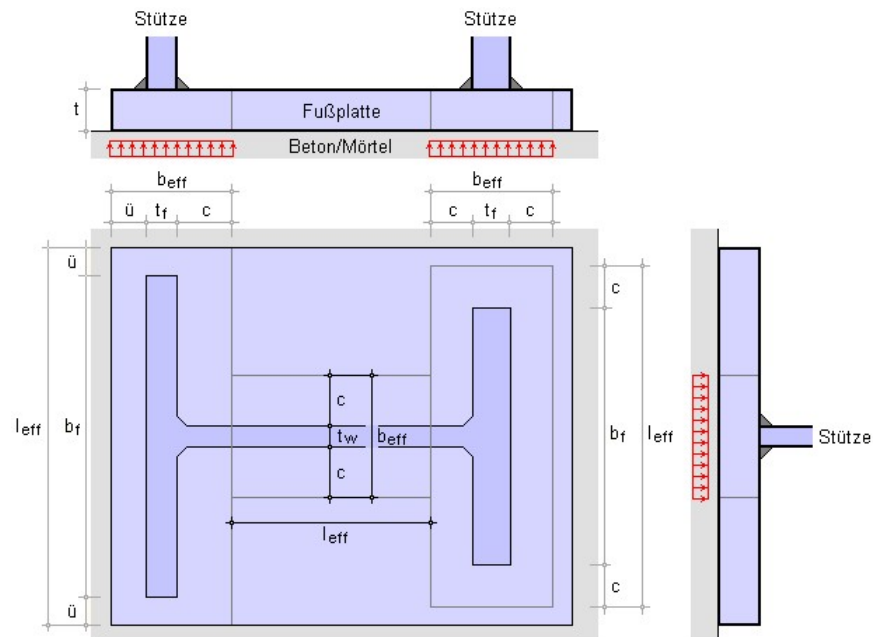 Stütze Stütze
t
Fußplatte
Beton/Mörtel
beff beff
ü tf c c tf c
ü
c
leff bf
c
tw beff
c
bf leff
Stütze
leff
c
ü